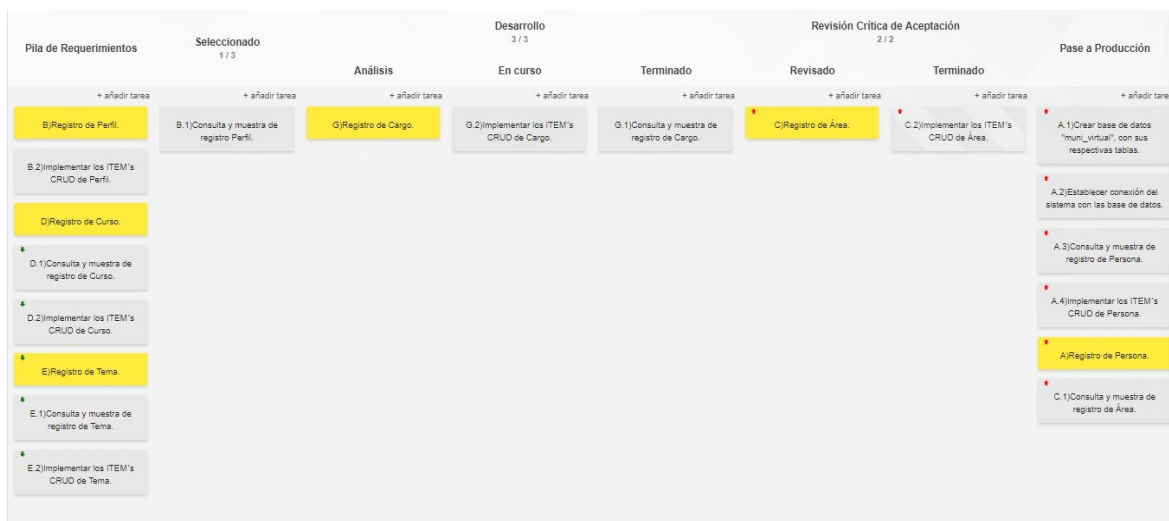 Pila de Requerimientos
Seleccionado
1 / 3
Desarrollo
3 / 3
Análisis
En curso
Terminado
Revisión Crítica de Aceptación
2 / 2
Revisado
Terminado
Pase a Producción
+ añadir tarea
+ añadir tarea
+ añadir tarea
+ añadir tarea
+ añadir tarea
+ añadir tarea
+ añadir tarea
+ añadir tare
B)Registro de Perfil.
B.2)Implementar los ITEM's
CRUD de Perfil.
D)Registro de Curso.
D.1)Consulta y muestra de
registro de Curso.
D.2)Implementar los ITEM's
CRUD de Curso.
E)Registro de Tema.
E.1)Consulta y muestra de
registro de Tema.
E.2)Implementar los ITEM's
CRUD de Tema.
B.1)Consulta y muestra de
registro Perfil.
G)Registro de Cargo.
G.2)Implementar los ITEM's
CRUD de Cargo.
G.1)Consulta y muestra de
registro de Cargo.
C)Registro de Área.
C.2)Implementar los ITEM's
CRUD de Área.
A.1)Crear base de datos
"muni_virtual", con sus
respectivas tablas.
A.2)Establecer conexión del
sistema con las base de datos.
A.3)Consulta y muestra de
registro de Persona.
A.4)Implementar los ITEM's
CRUD de Persona.
A)Registro de Persona.
C.1)Consulta y muestra de
registro de Área.